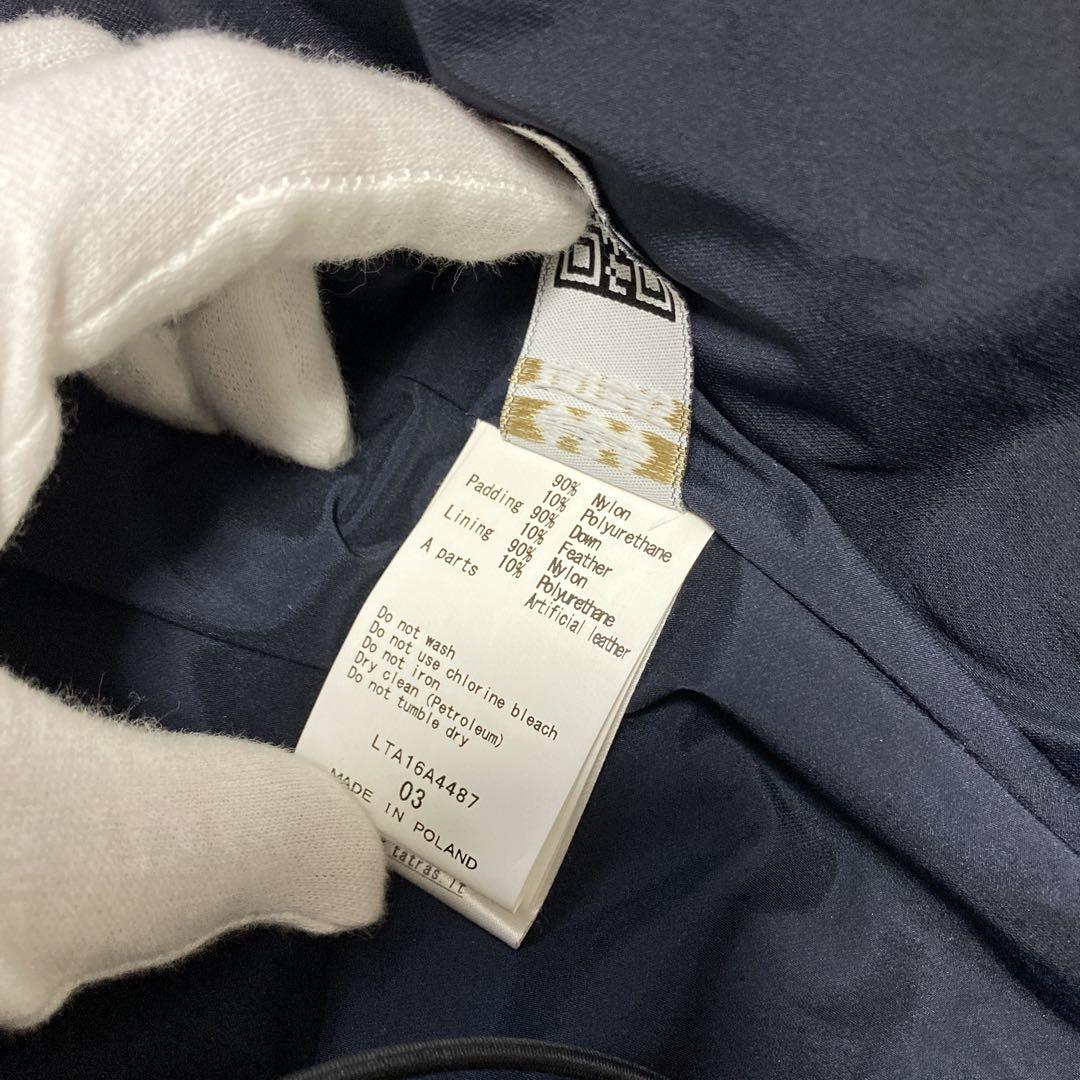 90% Nylon
10% Polyurethane
Padding 90% Down
10% Feather
Lining 90% Nylon
10% Polyurethane
A parts Artificial leather
Do not wash
Do not use chlorine bleach
Do not iron
Dry clean (Petroleum)
Do not tumble dry
LTA16A4487
03
MADE IN POLAND
tatras.it